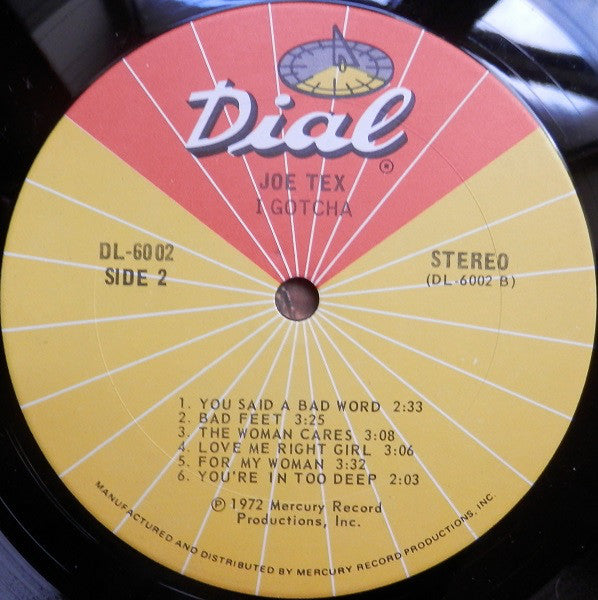 Dial®
JOE TEX
I GOTCHA
DL-6002
SIDE 2
STEREO
(DL-6002 B)
1. YOU SAID A BAD WORD 2:33
2. BAD FEET 3:25
3. THE WOMAN CARES 3:08
4. LOVE ME RIGHT GIRL 3:06
5. FOR MY WOMAN 3:32
6. YOU'RE IN TOO DEEP 2:03
℗ 1972 Mercury Record
Productions, Inc.
MANUFACTURED AND DISTRIBUTED BY MERCURY RECORD PRODUCTIONS, INC.